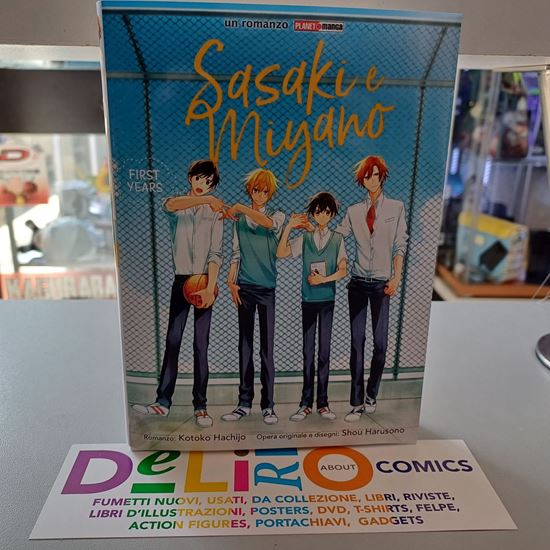 un romanzo PLANET manga
Sasaki e
Miyano
FIRST
YEARS
Romanzo: Kotoko Hachijo Opera originale e disegni: Shou Harusono
DeLiRiO ABOUT COMICS
FUMETTI NUOVI, USATI, DA COLLEZIONE, LIBRI, RIVISTE,
LIBRI D'ILLUSTRAZIONI, POSTERS, DVD, T-SHIRTS, FELPE,
ACTION FIGURES, PORTACHIAVI, GADGETS